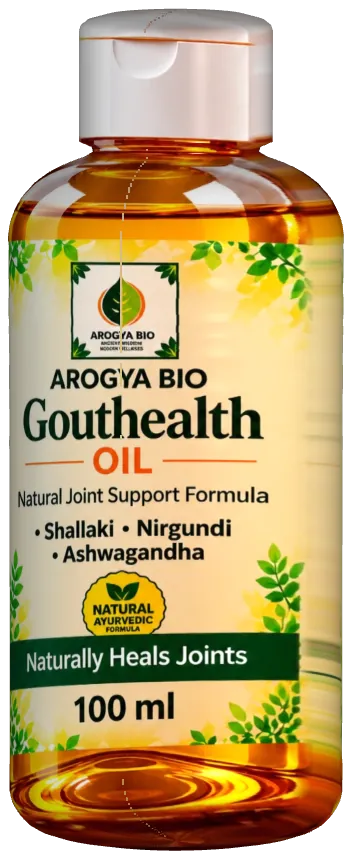 AROGYA BIO
AROGYA BIO
Gouthealth
OIL
Natural Joint Support Formula
• Shallaki • Nirgundi
• Ashwagandha
NATURAL
AYURVEDIC
FORMULA
Naturally Heals Joints
100 ml